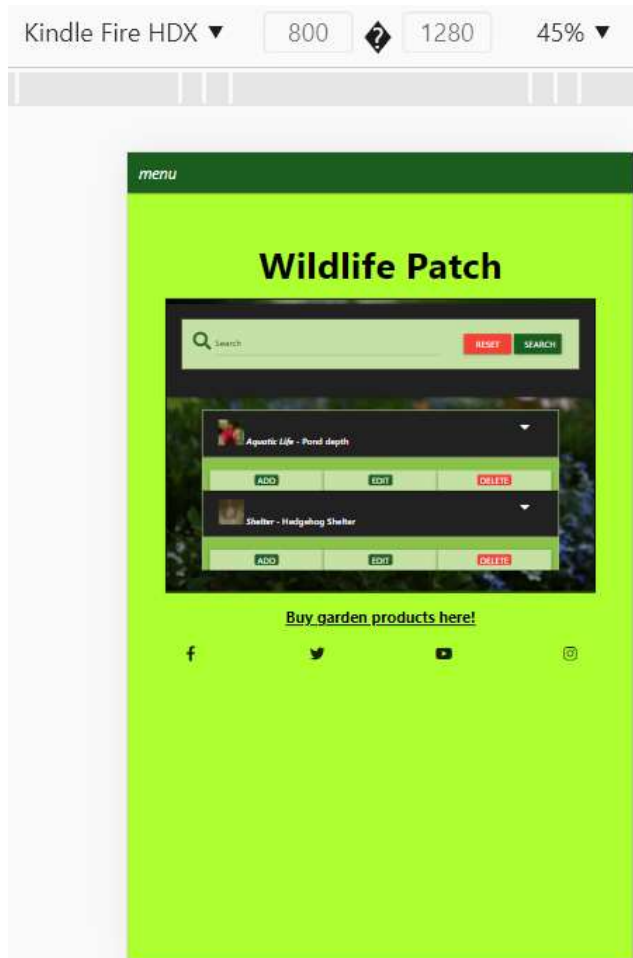 Kindle Fire HDX ▼ 800 � 1280 45% ▼
menu
Wildlife Patch
Search RESET SEARCH
Aquatic Life - Pond depth
ADD EDIT DELETE
Shelter - Hedgehog Shelter
ADD EDIT DELETE
Buy garden products here!